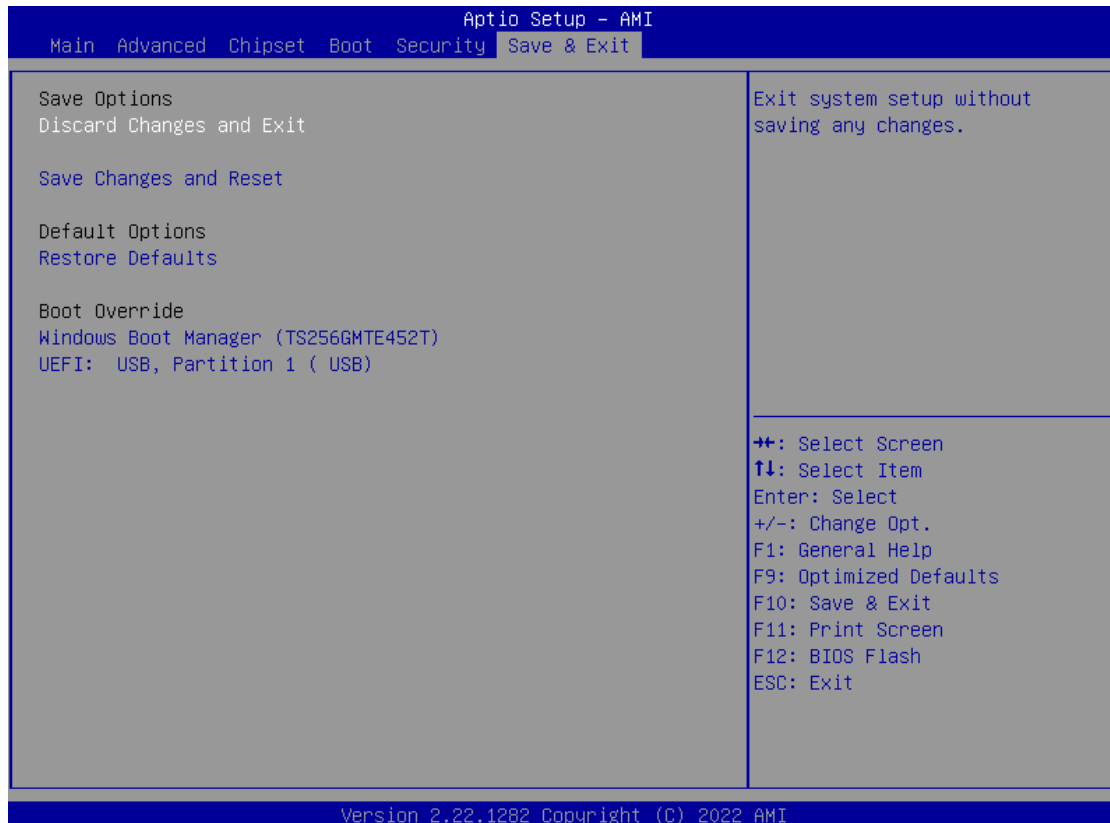 Aptio Setup – AMI
Main Advanced Chipset Boot Security Save & Exit
Save Options
Discard Changes and Exit
Save Changes and Reset
Default Options
Restore Defaults
Boot Override
Windows Boot Manager (TS256GMTE452T)
UEFI: USB, Partition 1 ( USB)
Exit system setup without
saving any changes.
→←: Select Screen
↑↓: Select Item
Enter: Select
+/-: Change Opt.
F1: General Help
F9: Optimized Defaults
F10: Save & Exit
F11: Print Screen
F12: BIOS Flash
ESC: Exit
Version 2.22.1282 Copyright (C) 2022 AMI